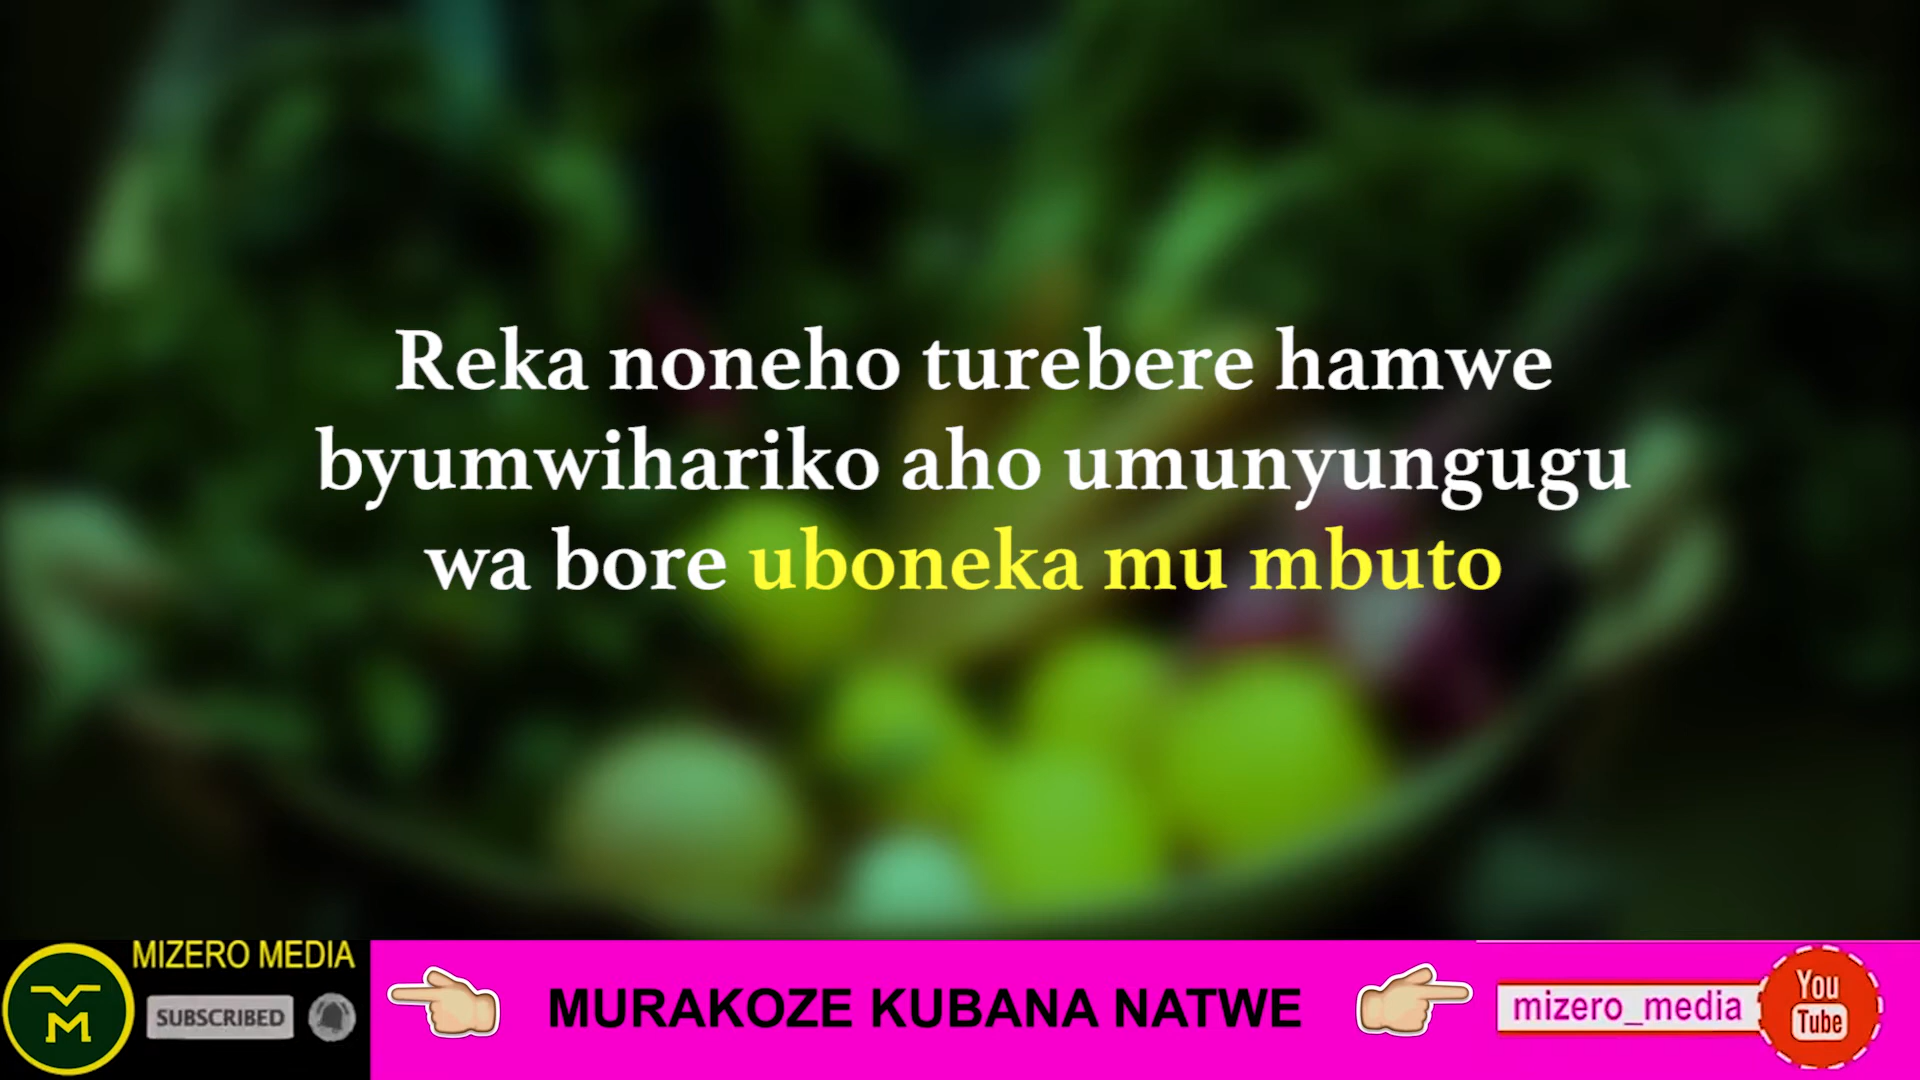 Reka noneho turebere hamwe
byumwihariko aho umunyungugu
wa bore uboneka mu mbuto
MIZERO MEDIA
SUBSCRIBED
MURAKOZE KUBANA NATWE
mizero_media
You
Tube